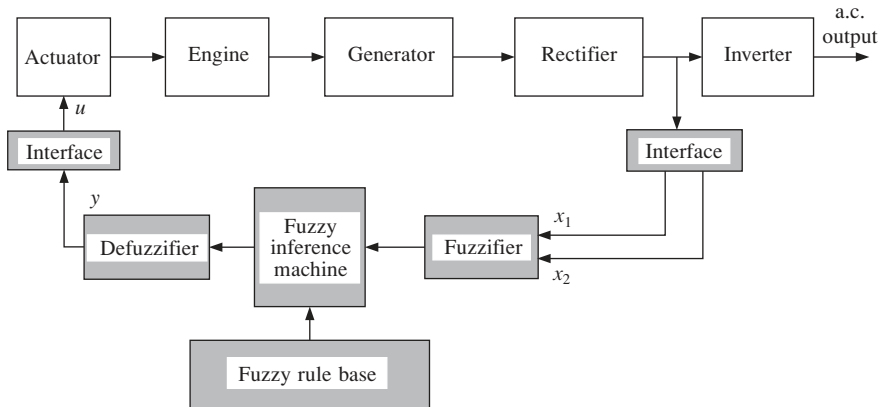 a.c.
output
Actuator
Engine
Generator
Rectifier
Inverter
u
Interface
Interface
y
x1
x2
Defuzzifier
Fuzzy
inference
machine
Fuzzifier
Fuzzy rule base